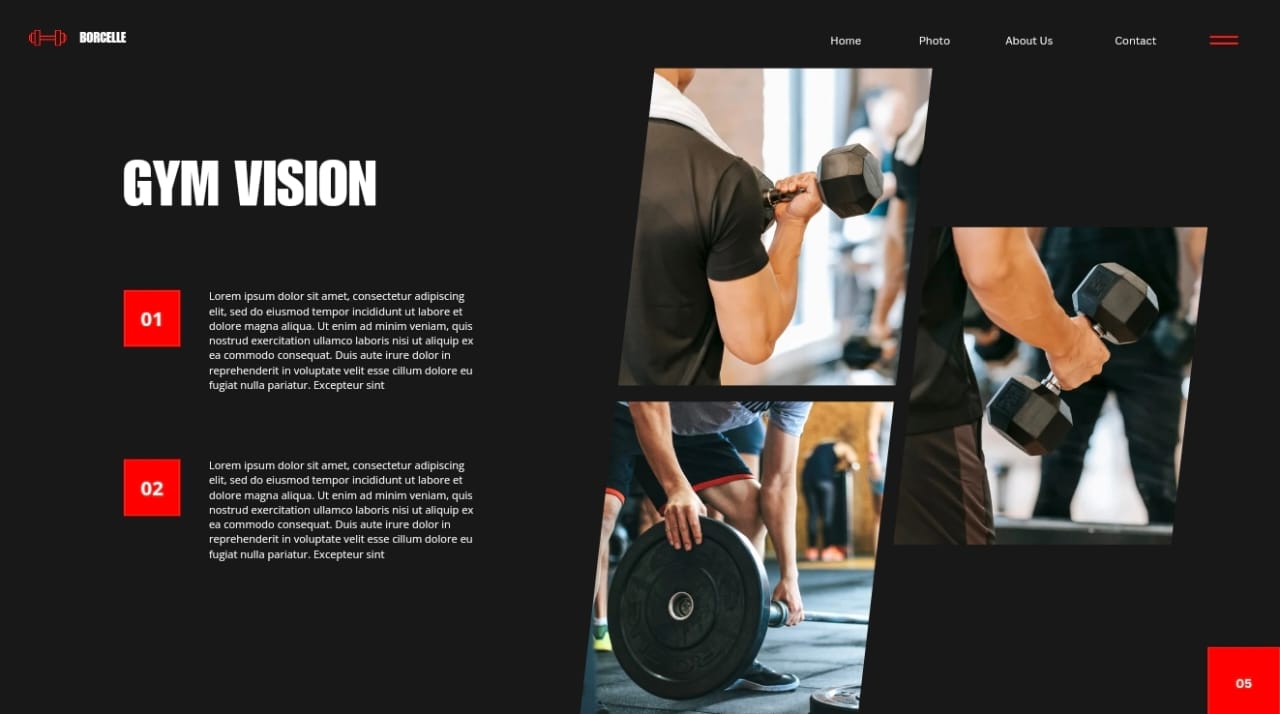 BORCELLE
Home
Photo
About Us
Contact
GYM VISION
01
Lorem ipsum dolor sit amet, consectetur adipiscing
elit, sed do eiusmod tempor incididunt ut labore et
dolore magna aliqua. Ut enim ad minim veniam, quis
nostrud exercitation ullamco laboris nisi ut aliquip ex
ea commodo consequat. Duis aute irure dolor in
reprehenderit in voluptate velit esse cillum dolore eu
fugiat nulla pariatur. Excepteur sint
02
Lorem ipsum dolor sit amet, consectetur adipiscing
elit, sed do eiusmod tempor incididunt ut labore et
dolore magna aliqua. Ut enim ad minim veniam, quis
nostrud exercitation ullamco laboris nisi ut aliquip ex
ea commodo consequat. Duis aute irure dolor in
reprehenderit in voluptate velit esse cillum dolore eu
fugiat nulla pariatur. Excepteur sint
05